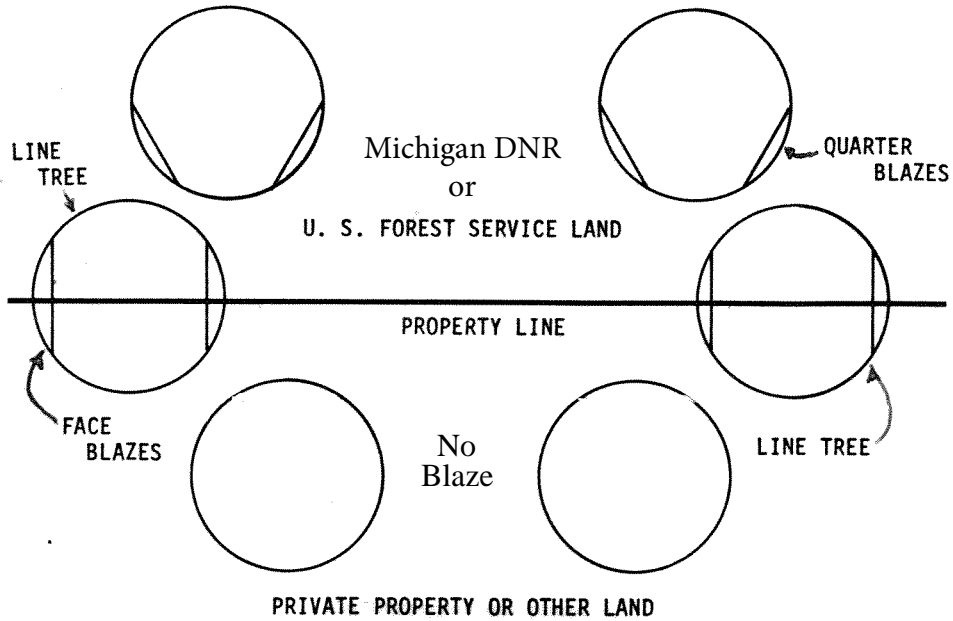 Michigan DNR
or
U. S. FOREST SERVICE LAND
QUARTER
BLAZES
LINE
TREE
PROPERTY LINE
FACE
BLAZES
No
Blaze
LINE TREE
PRIVATE PROPERTY OR OTHER LAND